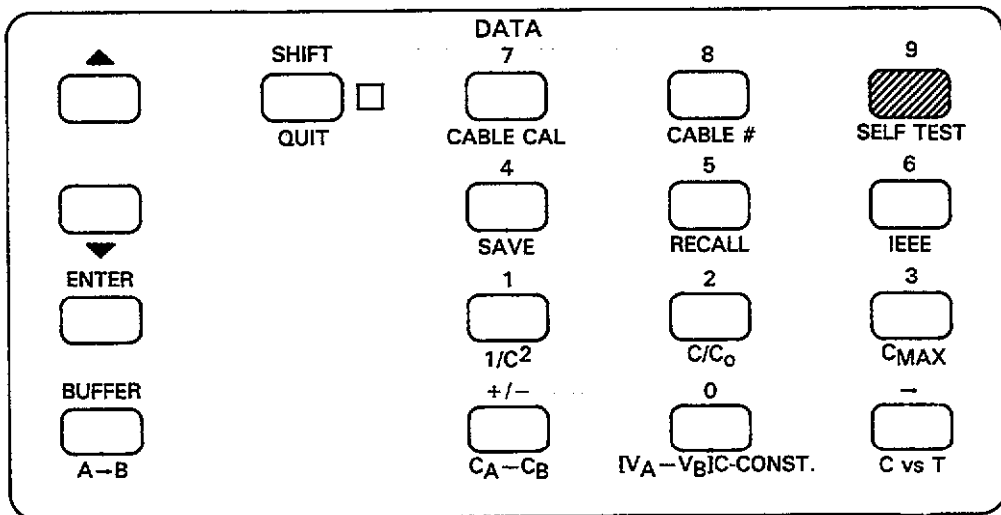 DATA
▲ SHIFT 7 8 9
QUIT CABLE CAL CABLE # SELF TEST
4 5 6
▼ SAVE RECALL IEEE
ENTER 1 2 3
1/C² C/C₀ CMAX
BUFFER +/− 0 →
A→B CA−CB [VA−VB]C-CONST. C vs T